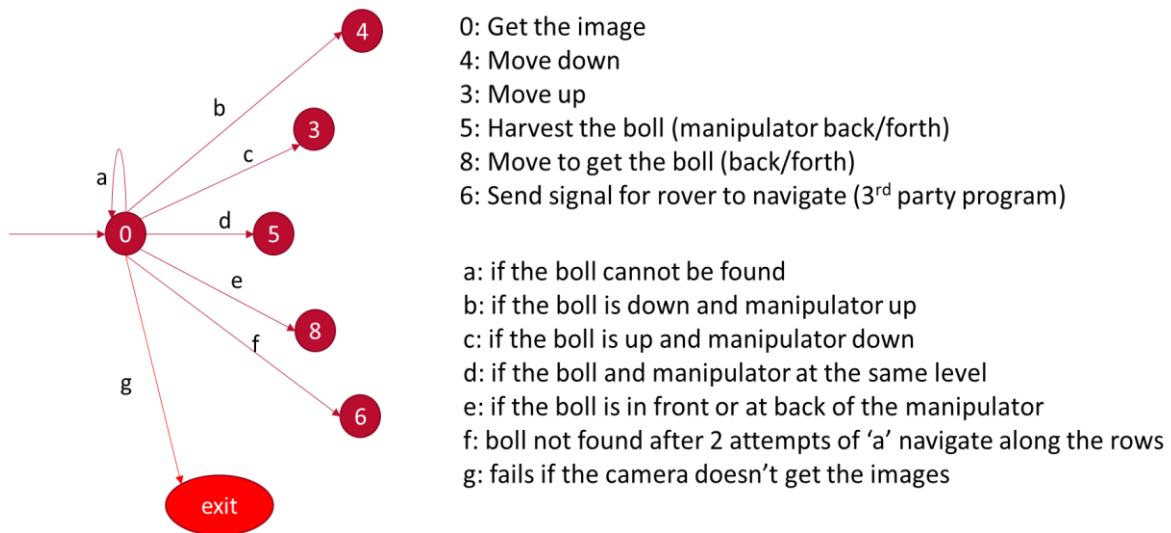 4
b
3
c
a
0
d
5
e
8
f
g
6
exit
0: Get the image
4: Move down
3: Move up
5: Harvest the boll (manipulator back/forth)
8: Move to get the boll (back/forth)
6: Send signal for rover to navigate (3rd party program)
a: if the boll cannot be found
b: if the boll is down and manipulator up
c: if the boll is up and manipulator down
d: if the boll and manipulator at the same level
e: if the boll is in front or at back of the manipulator
f: boll not found after 2 attempts of ‘a’ navigate along the rows
g: fails if the camera doesn’t get the images